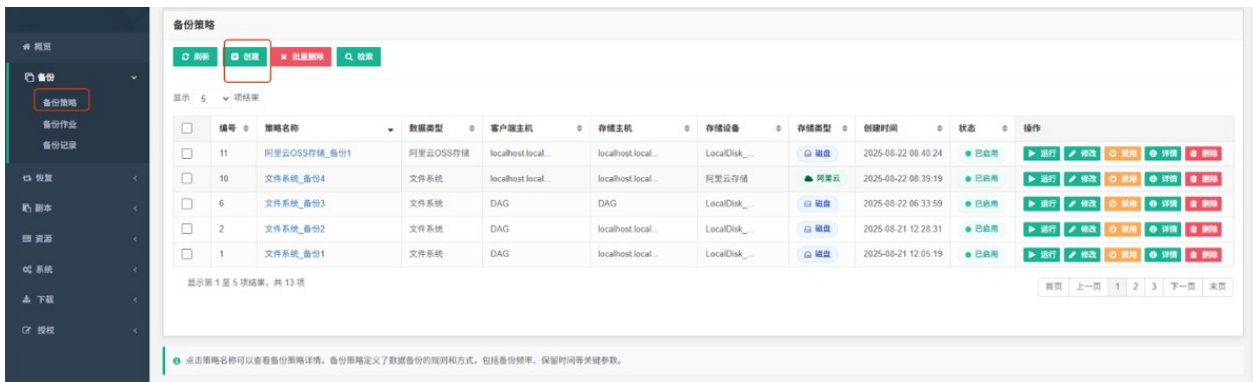 备份策略
概览
刷新 创建 批量删除 检索
备份
备份策略
显示 5 项结果
备份作业
备份记录
编号 策略名称 数据类型 客户端主机 存储主机 存储设备 存储类型 创建时间 状态 操作
11 阿里云OSS存储_备份1 阿里云OSS存储 localhost.local... localhost.local... LocalDisk_... 磁盘 2025-08-22 08:40:24 已启用 运行 修改 禁用 详情 删除
恢复
10 文件系统_备份4 文件系统 localhost.local... localhost.local... 阿里云存储 阿里云 2025-08-22 08:39:19 已启用 运行 修改 禁用 详情 删除
副本
6 文件系统_备份3 文件系统 DAG DAG LocalDisk_... 磁盘 2025-08-22 06:33:59 已启用 运行 修改 禁用 详情 删除
资源
2 文件系统_备份2 文件系统 DAG localhost.local... LocalDisk_... 磁盘 2025-08-21 12:28:31 已启用 运行 修改 禁用 详情 删除
1 文件系统_备份1 文件系统 DAG localhost.local... LocalDisk_... 磁盘 2025-08-21 12:05:19 已启用 运行 修改 禁用 详情 删除
系统
显示第 1 至 5 项结果，共 13 项
首页 上一页 1 2 3 下一页 末页
下载
授权
点击策略名称可以查看备份策略详情。备份策略定义了数据备份的规则和方式，包括备份频率、保留时间等关键参数。